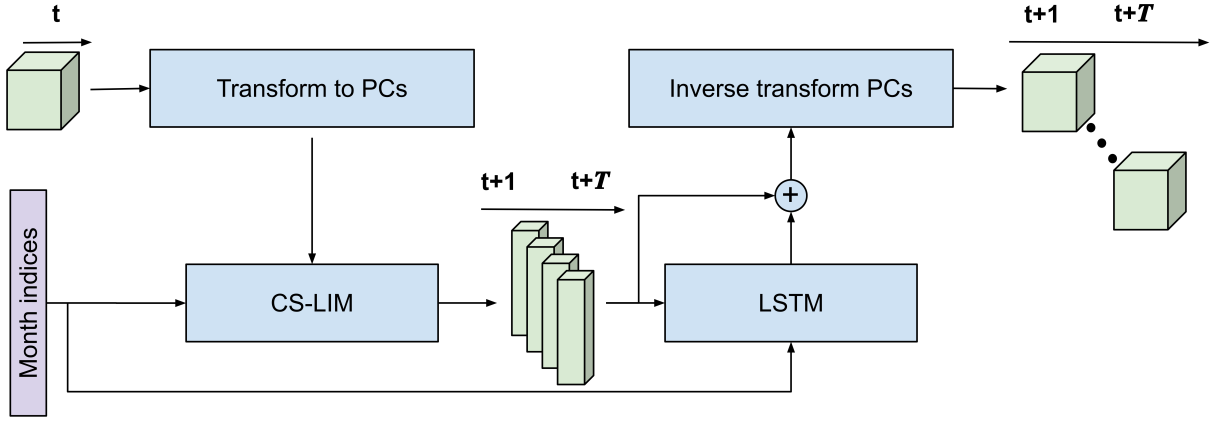 t
t+1 t+T
Transform to PCs
Inverse transform PCs
t+1 t+T
+
Month indices
CS-LIM
LSTM